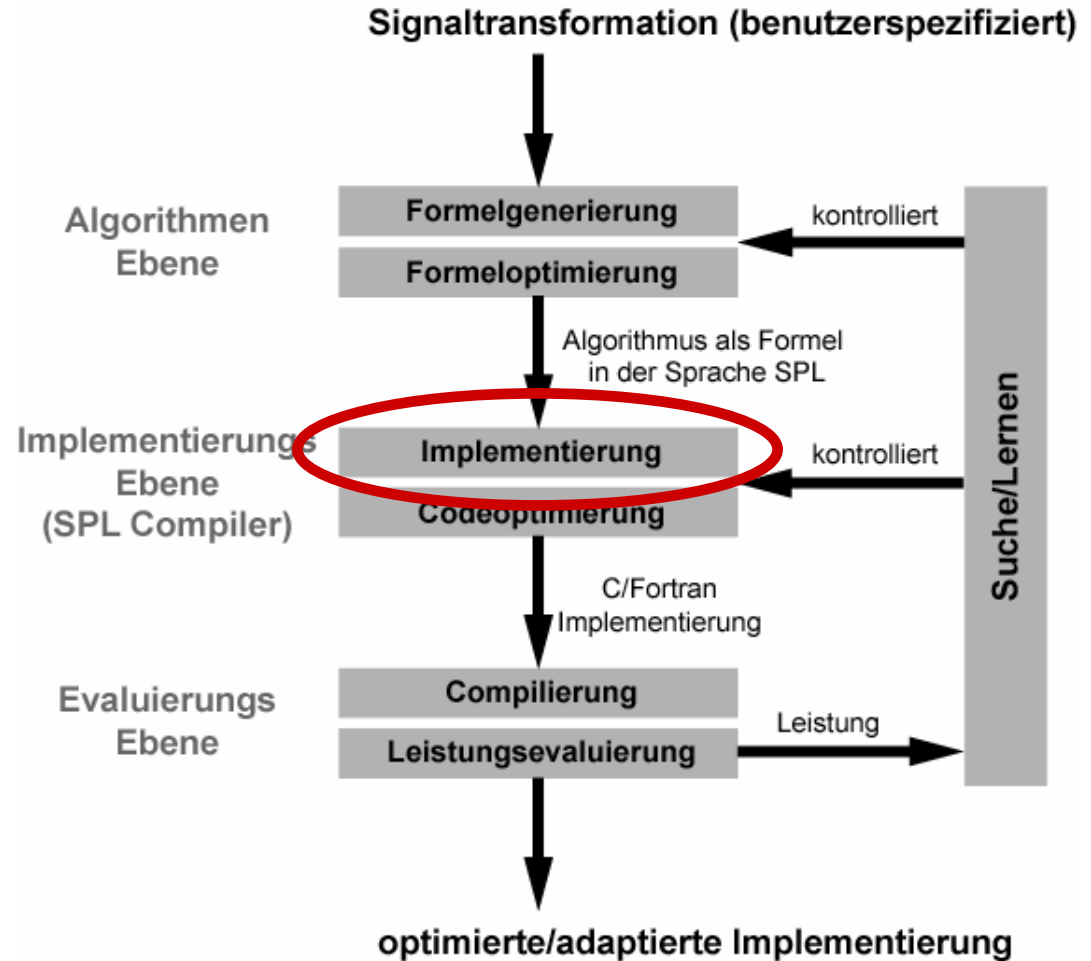 Signaltransformation (benutzerspezifiziert)
Algorithmen
Ebene
Formelgenerierung
Formeloptimierung
kontrolliert
Algorithmus als Formel
in der Sprache SPL
Implementierungs
Ebene
(SPL Compiler)
Implementierung
Codeoptimierung
kontrolliert
Suche/Lernen
C/Fortran
Implementierung
Evaluierungs
Ebene
Compilierung
Leistungsevaluierung
Leistung
optimierte/adaptierte Implementierung